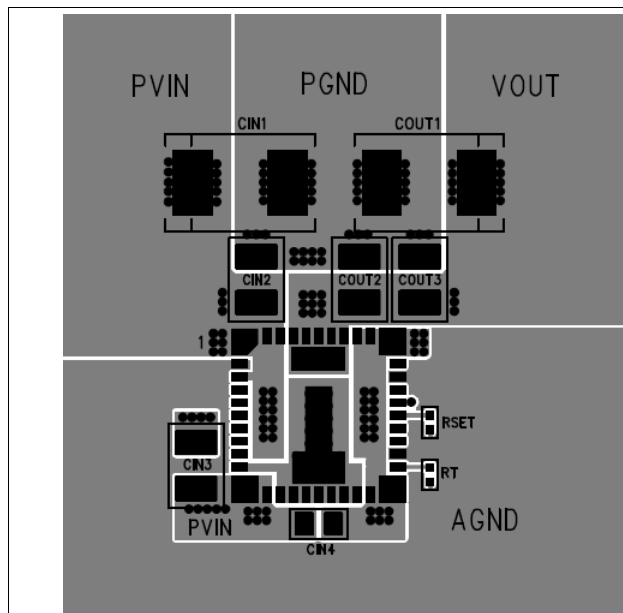 PVIN PGND VOUT
CIN1 COUT1
CIN2 COUT2 COUT3
1
RSET
CIN3
RT
PVIN AGND
CIN4